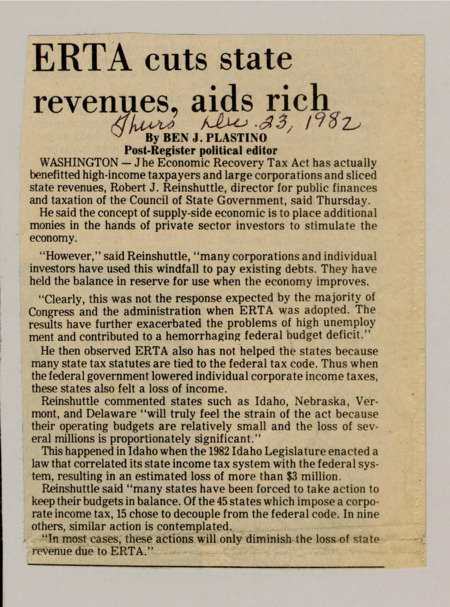 ERTA cuts state
revenues, aids rich
Thurs Dec. 23, 1982
By BEN J. PLASTINO
Post-Register political editor
WASHINGTON — Jhe Economic Recovery Tax Act has actually
benefitted high-income taxpayers and large corporations and sliced
state revenues, Robert J. Reinshuttle, director for public finances
and taxation of the Council of State Government, said Thursday.
He said the concept of supply-side economic is to place additional
monies in the hands of private sector investors to stimulate the
economy.
"However," said Reinshuttle, "many corporations and individual
investors have used this windfall to pay existing debts. They have
held the balance in reserve for use when the economy improves.
"Clearly, this was not the response expected by the majority of
Congress and the administration when ERTA was adopted. The
results have further exacerbated the problems of high unemploy
ment and contributed to a hemorrhaging federal budget deficit."
He then observed ERTA also has not helped the states because
many state tax statutes are tied to the federal tax code. Thus when
the federal government lowered individual corporate income taxes,
these states also felt a loss of income.
Reinshuttle commented states such as Idaho, Nebraska, Ver-
mont, and Delaware "will truly feel the strain of the act because
their operating budgets are relatively small and the loss of sev-
eral millions is proportionately significant."
This happened in Idaho when the 1982 Idaho Legislature enacted a
law that correlated its state income tax system with the federal sys-
tem, resulting in an estimated loss of more than $3 million.
Reinshuttle said "many states have been forced to take action to
keep their budgets in balance. Of the 45 states which impose a corpo-
rate income tax, 15 chose to decouple from the federal code. In nine
others, similar action is contemplated.
"In most cases, these actions will only diminish the loss of state
revenue due to ERTA."